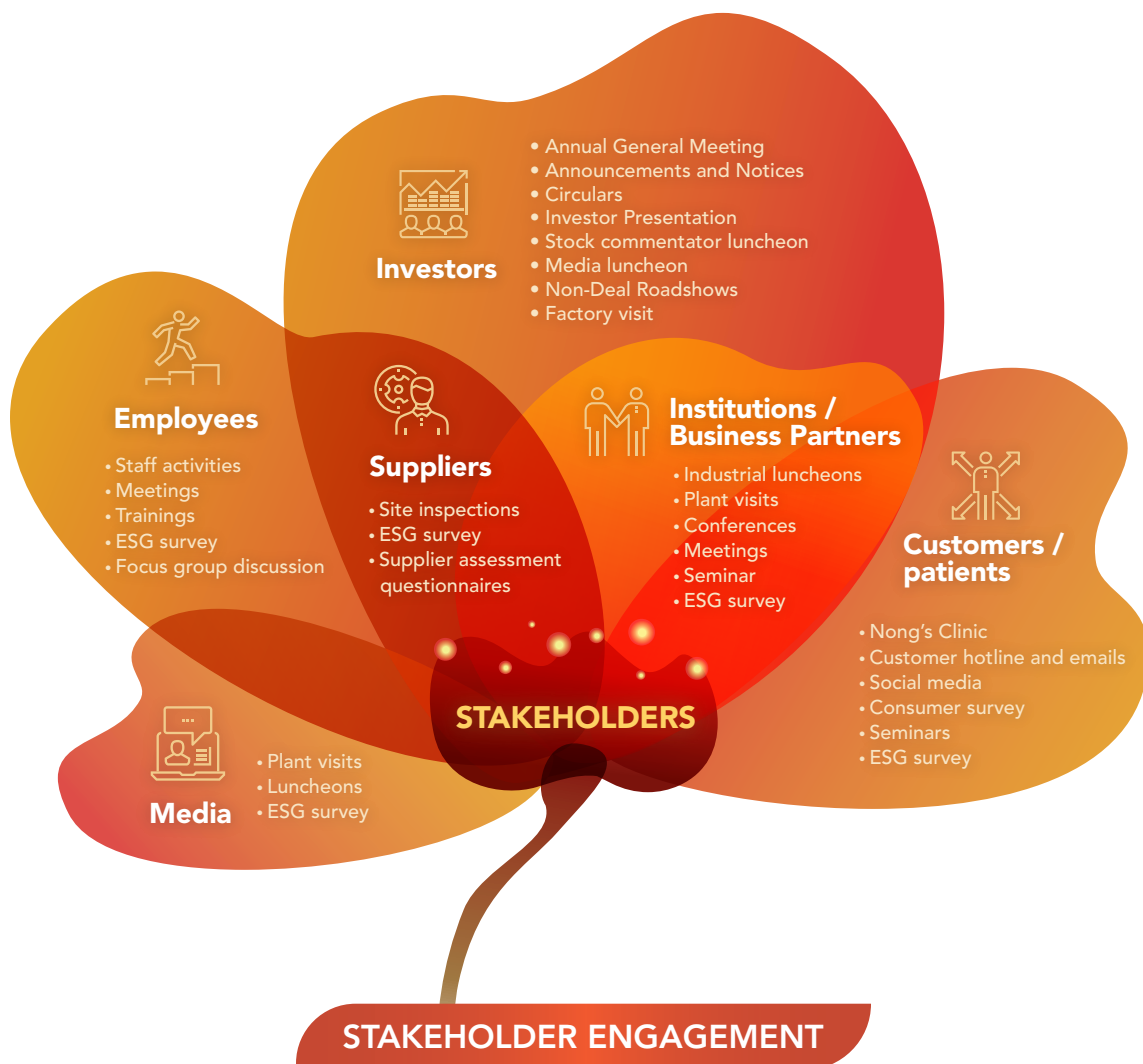 Investors
• Annual General Meeting
• Announcements and Notices
• Circulars
• Investor Presentation
• Stock commentator luncheon
• Media luncheon
• Non-Deal Roadshows
• Factory visit
Employees
• Staff activities
• Meetings
• Trainings
• ESG survey
• Focus group discussion
Suppliers
• Site inspections
• ESG survey
• Supplier assessment
questionnaires
Institutions /
Business Partners
• Industrial luncheons
• Plant visits
• Conferences
• Meetings
• Seminar
• ESG survey
Customers /
patients
• Nong's Clinic
• Customer hotline and emails
• Social media
• Consumer survey
• Seminars
• ESG survey
Media
• Plant visits
• Luncheons
• ESG survey
STAKEHOLDERS
STAKEHOLDER ENGAGEMENT